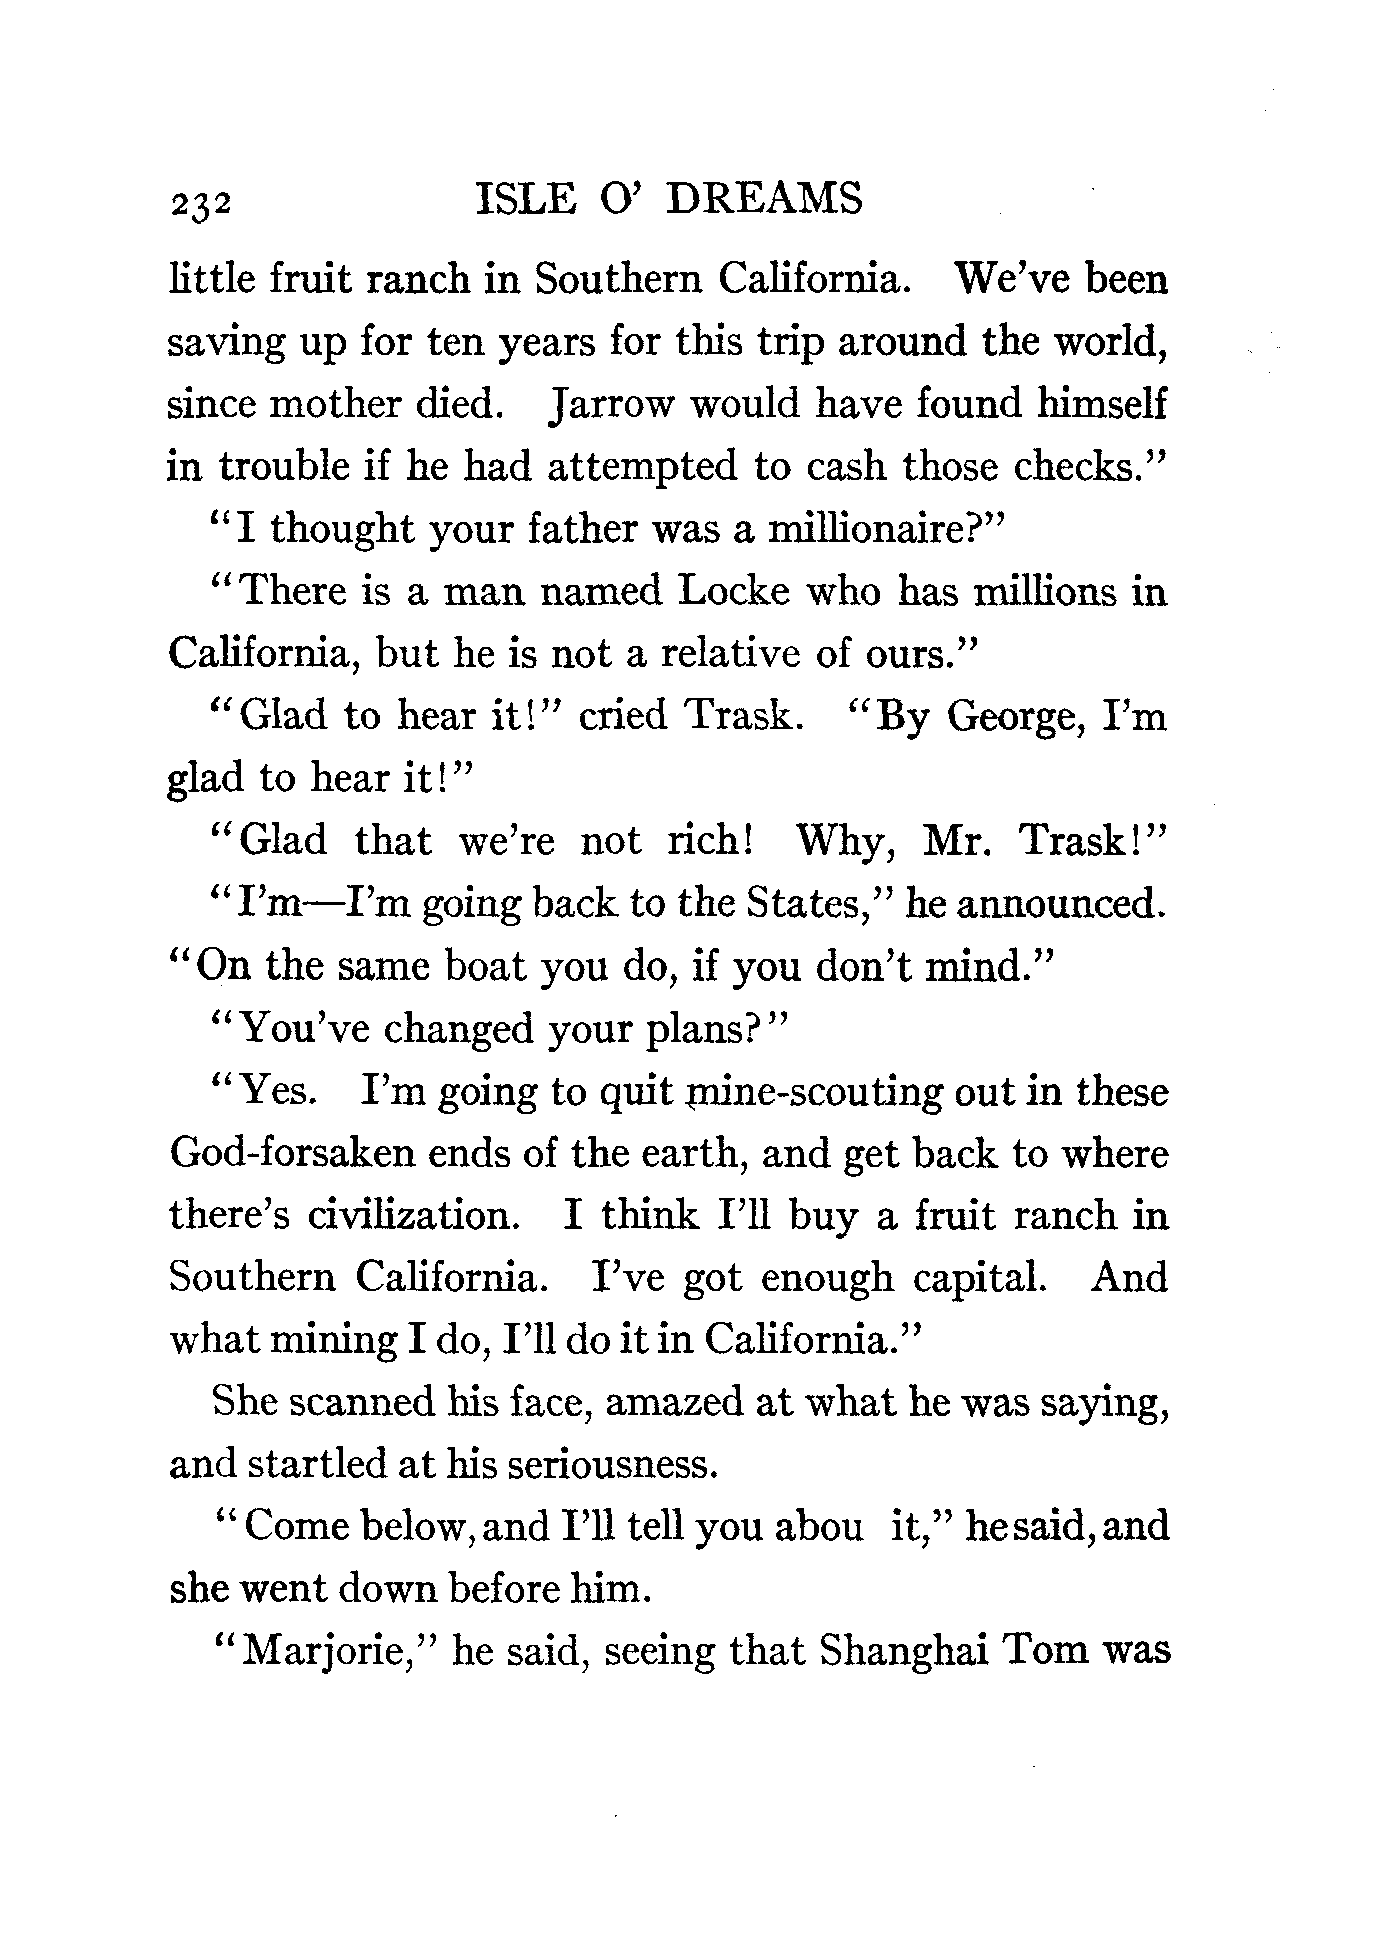 232 ISLE O' DREAMS
little fruit ranch in Southern California. We've been
saving up for ten years for this trip around the world,
since mother died. Jarrow would have found himself
in trouble if he had attempted to cash those checks."
"I thought your father was a millionaire?"
"There is a man named Locke who has millions in
California, but he is not a relative of ours."
"Glad to hear it!" cried Trask. "By George, I'm
glad to hear it!"
"Glad that we're not rich! Why, Mr. Trask!"
"I'm—I'm going back to the States," he announced.
"On the same boat you do, if you don't mind."
"You've changed your plans?"
"Yes. I'm going to quit mine-scouting out in these
God-forsaken ends of the earth, and get back to where
there's civilization. I think I'll buy a fruit ranch in
Southern California. I've got enough capital. And
what mining I do, I'll do it in California."
She scanned his face, amazed at what he was saying,
and startled at his seriousness.
"Come below, and I'll tell you abou it," he said, and
she went down before him.
"Marjorie," he said, seeing that Shanghai Tom was